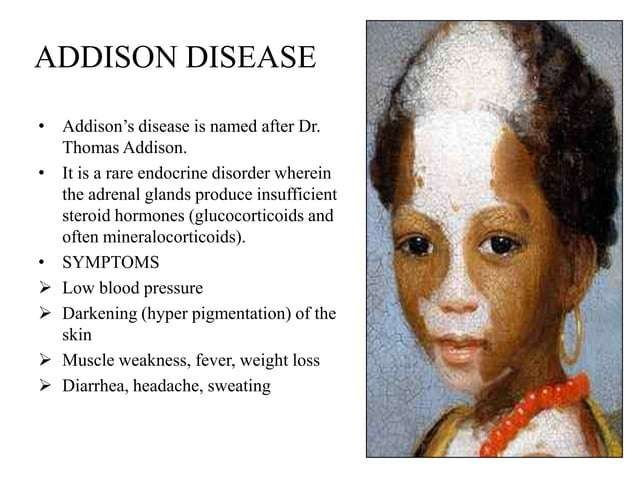 ADDISON DISEASE
• Addison’s disease is named after Dr.
Thomas Addison.
• It is a rare endocrine disorder wherein
the adrenal glands produce insufficient
steroid hormones (glucocorticoids and
often mineralocorticoids).
• SYMPTOMS
➢ Low blood pressure
➢ Darkening (hyper pigmentation) of the
skin
➢ Muscle weakness, fever, weight loss
➢ Diarrhea, headache, sweating